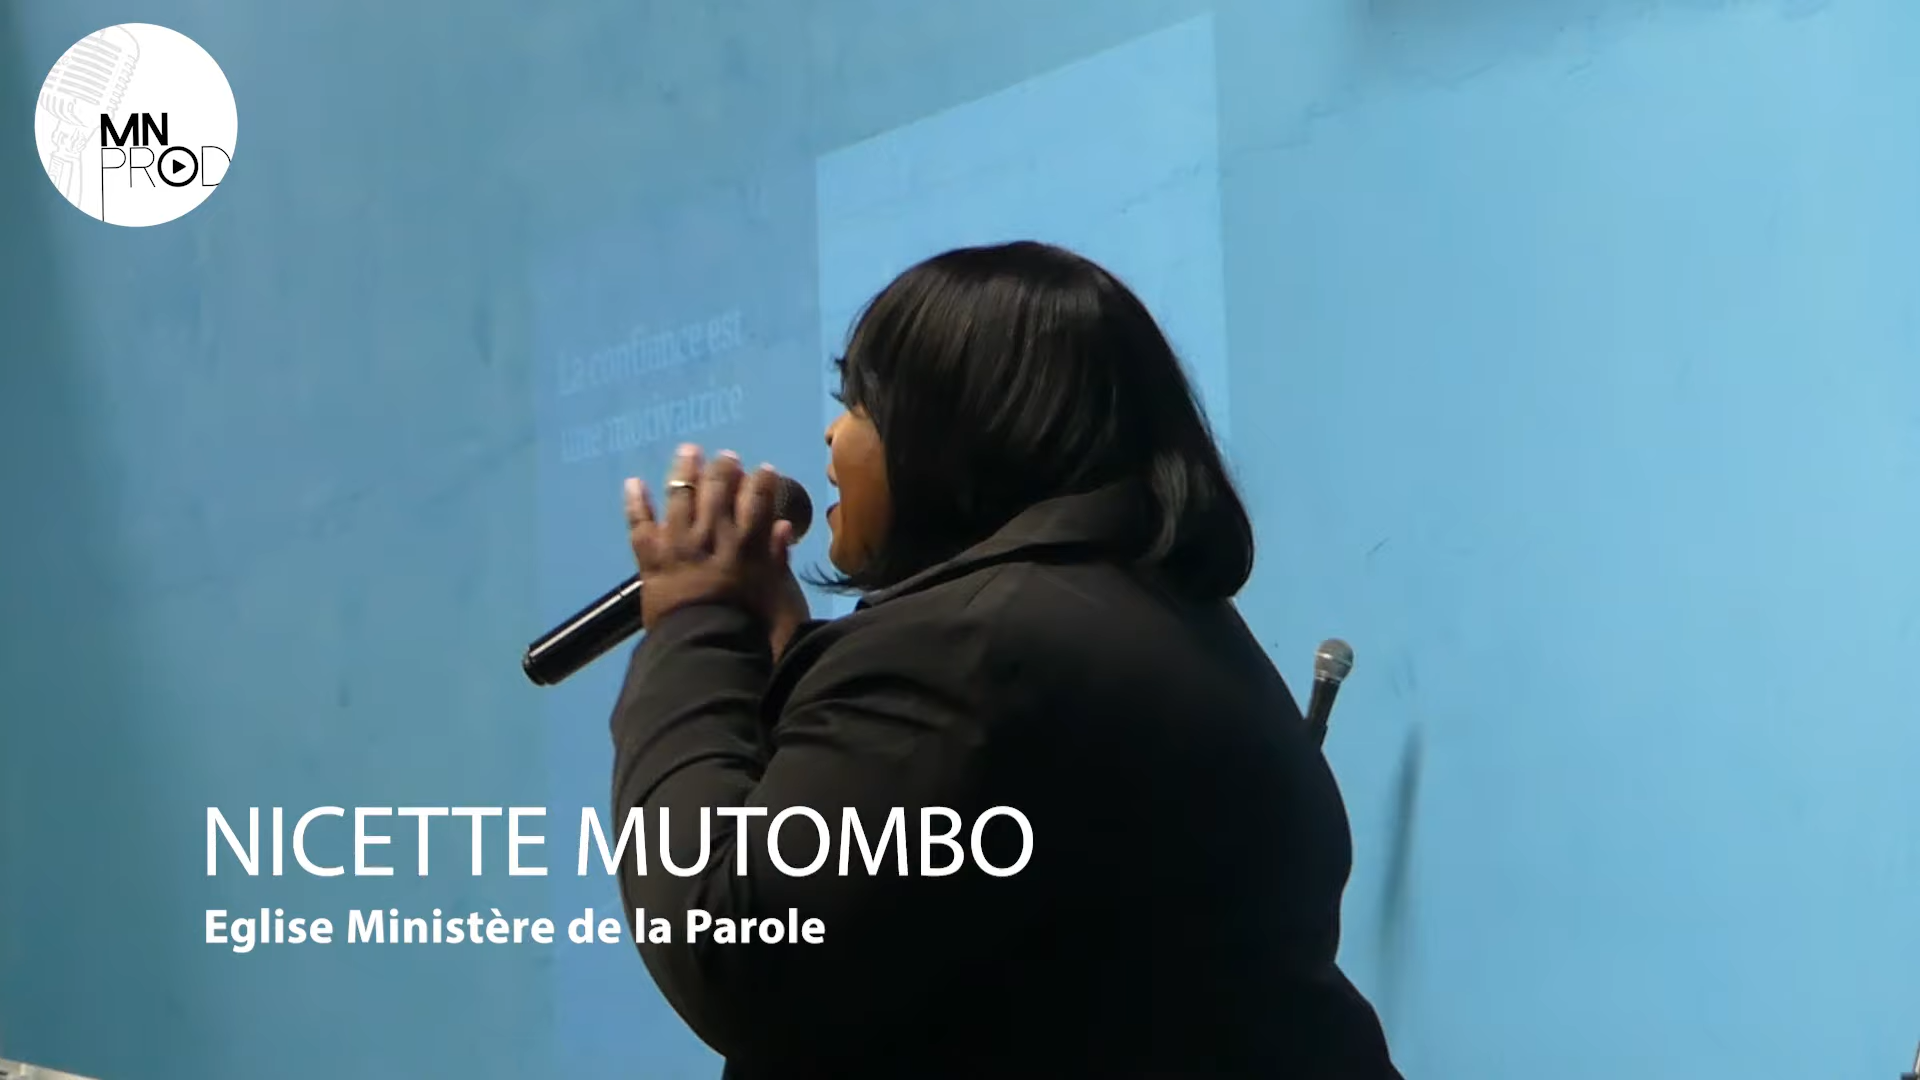 MN
PROD
La confiance est
une motivatrice
NICETTE MUTOMBO
Eglise Ministère de la Parole